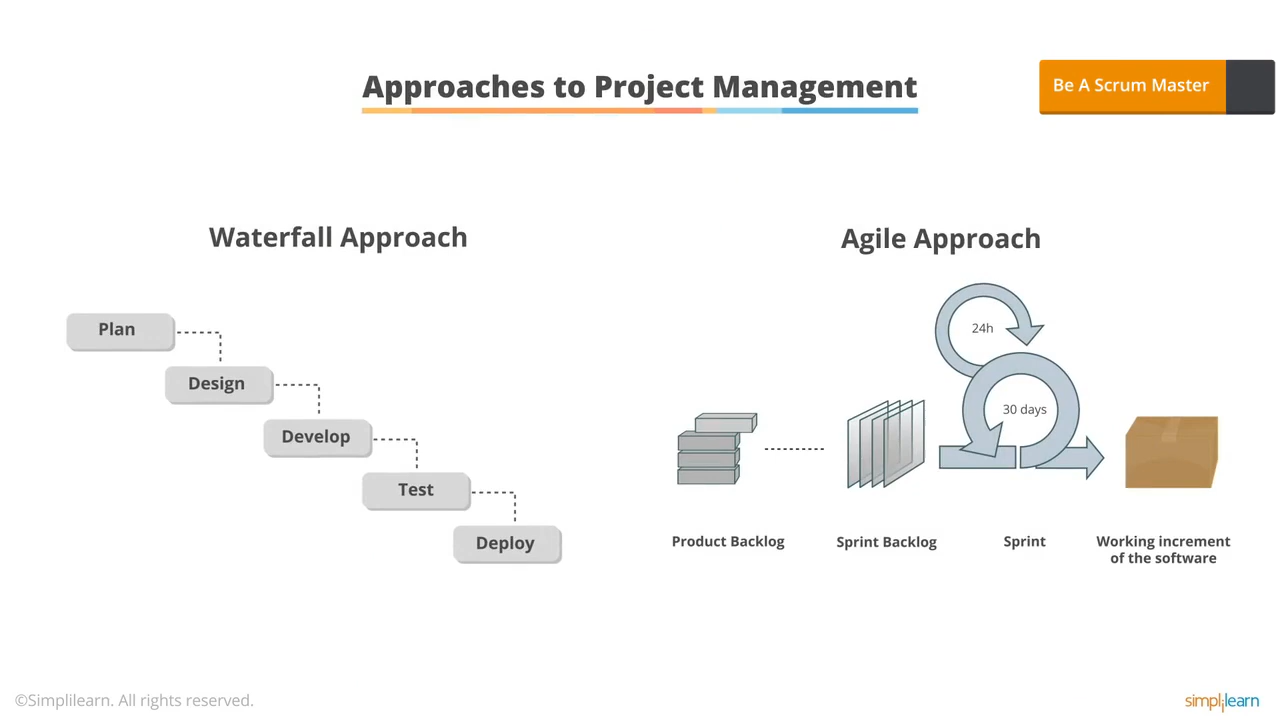 Approaches to Project Management
Be A Scrum Master
Waterfall Approach
Plan
Design
Develop
Test
Deploy
Agile Approach
24h
30 days
Product Backlog
Sprint Backlog
Sprint
Working increment
of the software
©Simplilearn. All rights reserved.
simplilearn